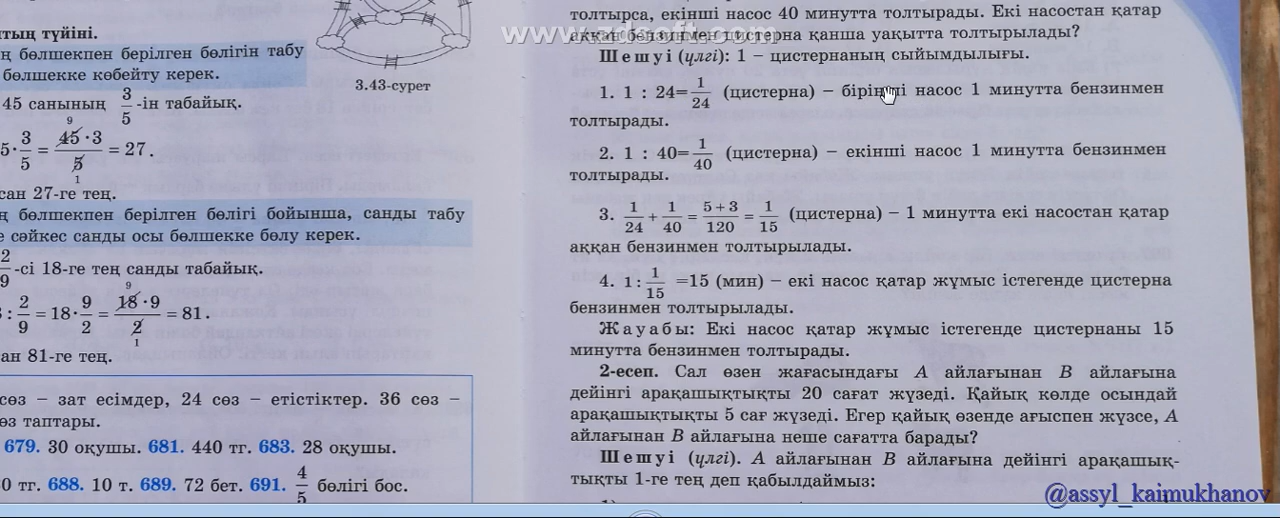 тың түйіні.
ң бөлшекпен берілген бөлігін табу
бөлшекке көбейту керек.
3.43-сурет
45 санының 3/5 -ін табайық.
5 · 3/5 = 45 · 3 / 5 = 27.
9
1
сан 27-ге тең.
ң бөлшекпен берілген бөлігі бойынша, санды табу
е сәйкес санды осы бөлшекке бөлу керек.
2/9 -сі 18-ге тең санды табайық.
: 2/9 = 18 · 9/2 = 18 · 9 / 2 = 81.
9
1
ан 81-ге тең.
сөз – зат есімдер, 24 сөз – етістіктер. 36 сөз –
өз таптары.
679. 30 оқушы. 681. 440 тг. 683. 28 оқушы.
0 тг. 688. 10 т. 689. 72 бет. 691. 4/5 бөлігі бос.
толтырса, екінші насос 40 минутта толтырады. Екі насостан қатар
аққан бензинмен цистерна қанша уақытта толтырылады?
Шешуі (үлгі): 1 – цистернаның сыйымдылығы.
1. 1 : 24= 1/24 (цистерна) – бірінші насос 1 минутта бензинмен
толтырады.
2. 1 : 40= 1/40 (цистерна) – екінші насос 1 минутта бензинмен
толтырады.
3. 1/24 + 1/40 = 5 + 3 / 120 = 1/15 (цистерна) – 1 минутта екі насостан қатар
аққан бензинмен толтырылады.
4. 1 : 1/15 =15 (мин) – екі насос қатар жұмыс істегенде цистерна
бензинмен толтырылады.
Жауабы: Екі насос қатар жұмыс істегенде цистернаны 15
минутта бензинмен толтырады.
2-есеп. Сал өзен жағасындағы A айлағынан B айлағына
дейінгі арақашықтықты 20 сағат жүзеді. Қайық көлде осындай
арақашықтықты 5 сағ жүзеді. Егер қайық өзенде ағыспен жүзсе, A
айлағынан B айлағына неше сағатта барады?
Шешуі (үлгі). A айлағынан B айлағына дейінгі арақашық-
тықты 1-ге тең деп қабылдаймыз:
@assyl_kaimukhanov